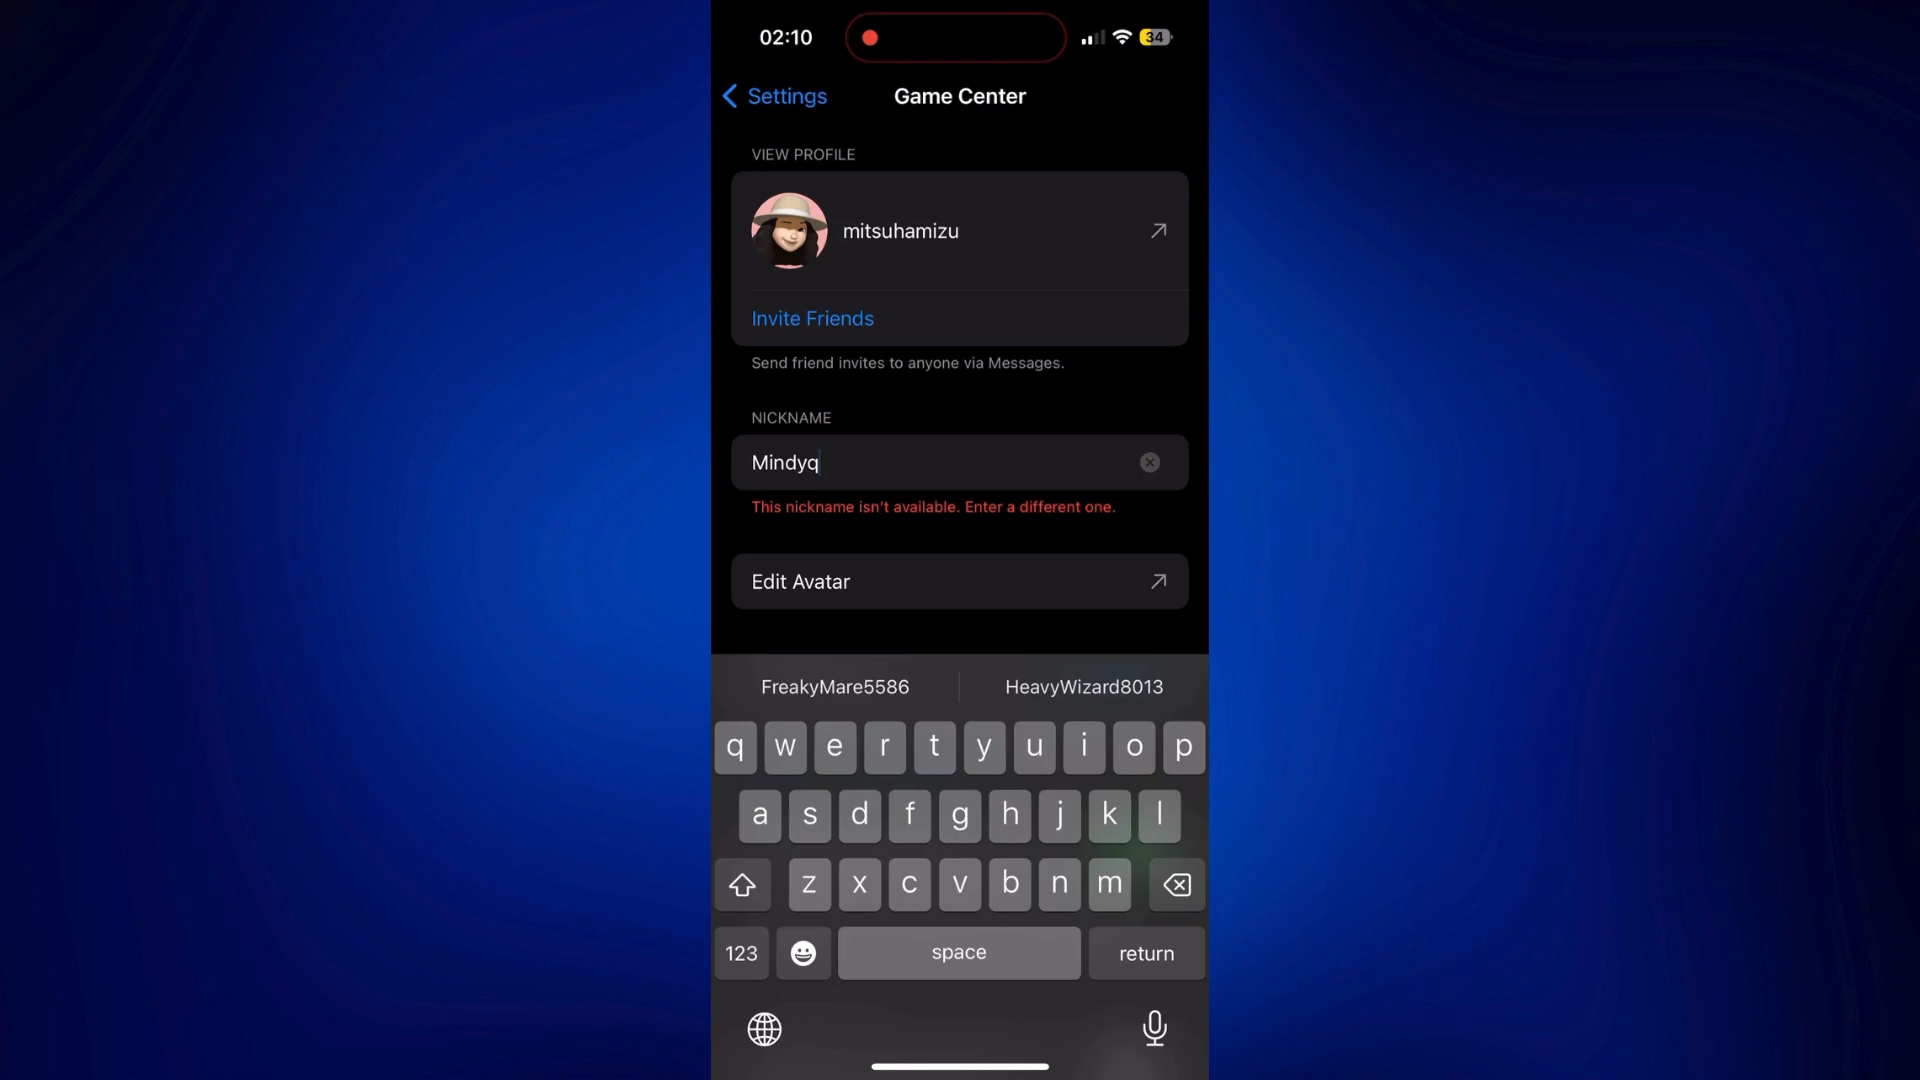 02:10
34
Settings
Game Center
VIEW PROFILE
mitsuhamizu
Invite Friends
Send friend invites to anyone via Messages.
NICKNAME
Mindyq
This nickname isn't available. Enter a different one.
Edit Avatar
FreakyMare5586 HeavyWizard8013
q w e r t y u i o p
a s d f g h j k l
z x c v b n m
123 space return